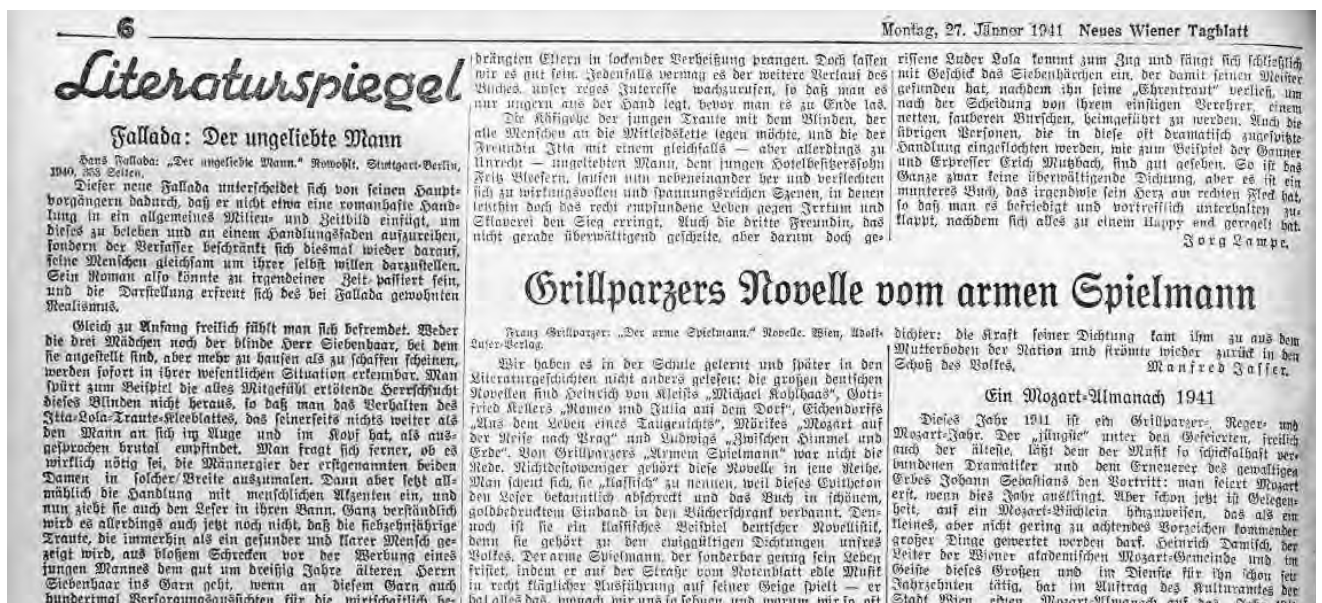 6
Montag, 27. Jänner 1941 Neues Wiener Tagblatt
Literaturspiegel
Fallada: Der ungeliebte Mann
Hans Fallada: „Der ungeliebte Mann.“ Rowohlt, Stuttgart-Berlin,
1940, 353 Seiten.
Dieser neue Fallada unterscheidet sich von seinen Haupt-
vorgängern dadurch, daß er nicht etwa eine romanhafte Hand-
lung in ein allgemeines Milieu- und Zeitbild einfügt, um
dieses zu beleben und an einem Handlungsfaden aufzureihen,
sondern der Verfasser beschränkt sich diesmal wieder darauf,
seine Menschen gleichsam um ihrer selbst willen darzustellen.
Sein Roman also könnte zu irgendeiner Zeit passiert sein,
und die Darstellung erfreut sich des bei Fallada gewohnten
Realismus.
Gleich zu Anfang freilich fühlt man sich befremdet. Weder
die drei Mädchen noch der blinde Herr Siebenhaar, bei dem
sie angestellt sind, aber mehr zu hausen als zu schaffen scheinen,
werden sofort in ihrer wesentlichen Situation erkennbar. Man
spürt zum Beispiel die alles Mitgefühl ertötende Herrschsucht
dieses Blinden nicht heraus, so daß man das Verhalten des
Itta-Lola-Traute-Kleeblattes, das seinerseits nichts weiter als
den Mann an sich im Auge und im Kopf hat, als aus-
gesprochen brutal empfindet. Man fragt sich ferner, ob es
wirklich nötig sei, die Männergier der erstgenannten beiden
Damen in solcher Breite auszumalen. Dann aber setzt all-
mählich die Handlung mit menschlichen Akzenten ein, und
nun zieht sie auch den Leser in ihren Bann. Ganz verständlich
wird es allerdings auch jetzt noch nicht, daß die siebzehnjährige
Traute, die immerhin als ein gesunder und klarer Mensch ge-
zeigt wird, aus bloßem Schrecken vor der Werbung eines
jungen Mannes dem gut um dreißig Jahre älteren Herrn
Siebenhaar ins Garn geht, wenn an diesem Garn auch
hundertmal Versorgungsaussichten für die wirtschaftlich be-
drängten Eltern in lockender Verheißung prangen. Doch lassen
wir es gut sein. Jedenfalls vermag es der weitere Verlauf des
Buches, unser reges Interesse wachzurufen, so daß man es
nur ungern aus der Hand legt, bevor man es zu Ende las.
Die Käfigehe der jungen Traute mit dem Blinden, der
alle Menschen an die Mitleidskette legen möchte, und die der
Freundin Itta mit einem gleichfalls — aber allerdings zu
Unrecht — ungeliebten Mann, dem jungen Hotelbesitzersohn
Fritz Bleesern, laufen nun nebeneinander her und verflechten
sich zu wirkungsvollen und spannungsreichen Szenen, in denen
letzthin doch das recht empfundene Leben gegen Irrtum und
Sklaverei den Sieg erringt. Auch die dritte Freundin, das
nicht gerade überwältigend gescheite, aber darum doch ge-
rissene Luder Lola kommt zum Zug und fängt sich schließlich
mit Geschick das Siebenhärchen ein, der damit seinen Meister
gefunden hat, nachdem ihn seine „Ehrentraut“ verließ, um
nach der Scheidung von ihrem einstigen Verehrer, einem
netten, sauberen Burschen, heimgeführt zu werden. Auch die
übrigen Personen, die in diese oft dramatisch zugespitzte
Handlung eingeflochten werden, wie zum Beispiel der Gauner
und Erpresser Erich Mutzbach, sind gut gesehen. So ist das
Ganze zwar keine überwältigende Dichtung, aber es ist ein
munteres Buch, das irgendwie sein Herz am rechten Fleck hat,
so daß man es befriedigt und vortrefflich unterhalten zu-
klappt, nachdem sich alles zu einem Happy end geregelt hat.
Jörg Lampe.
Grillparzers Novelle vom armen Spielmann
Franz Grillparzer: „Der arme Spielmann.“ Novelle. Wien, Adolf-
Luser-Verlag.
Wir haben es in der Schule gelernt und später in den
Literaturgeschichten nicht anders gelesen: die großen deutschen
Novellen sind Heinrich von Kleists „Michael Kohlhaas“, Gott-
fried Kellers „Romeo und Julia auf dem Dorf“, Eichendorffs
„Aus dem Leben eines Taugenichts“, Mörikes „Mozart auf
der Reise nach Prag“ und Ludwigs „Zwischen Himmel und
Erde“. Von Grillparzers „Armem Spielmann“ war nicht die
Rede. Nichtdestoweniger gehört diese Novelle in jene Reihe.
Man scheut sich, sie „klassisch“ zu nennen, weil dieses Epitheton
den Leser bekanntlich abschreckt und das Buch in schönem,
goldbedrucktem Einband in den Bücherschrank verbannt. Den-
noch ist sie ein klassisches Beispiel deutscher Novellistik,
denn sie gehört zu den ewiggültigen Dichtungen unsres
Volkes. Der arme Spielmann, der sonderbar genug sein Leben
fristet, indem er auf der Straße vom Notenblatt edle Musik
in recht kläglicher Ausführung auf seiner Geige spielt — er
hat alles das, wonach wir uns so sehnen, und warum wir so oft
dichter: die Kraft seiner Dichtung kam ihm zu aus dem
Mutterboden der Nation und strömte wieder zurück in den
Schoß des Volkes. Manfred Jasser.
Ein Mozart-Almanach 1941
Dieses Jahr 1941 ist ein Grillparzer-, Reger- und
Mozart-Jahr. Der „jüngste“ unter den Gefeierten, freilich
auch der älteste, läßt dem der Musik so schicksalhaft ver-
bundenen Dramatiker und dem Erneuerer des gewaltigen
Erbes Johann Sebastians den Vortritt: man feiert Mozart
erst, wenn dies Jahr ausklingt. Aber schon jetzt ist Gelegen-
heit, auf ein Mozart-Büchlein hinzuweisen, das als ein
kleines, aber nicht gering zu achtendes Vorzeichen kommender
großer Dinge gewertet werden darf. Heinrich Damisch, der
Leiter der Wiener akademischen Mozart-Gemeinde und im
Geiste dieses Großen und im Dienste für ihn schon seit
Jahrzehnten tätig, hat im Auftrag des Kulturamtes der
Stadt Wien einen Mozart-Almanach auf das